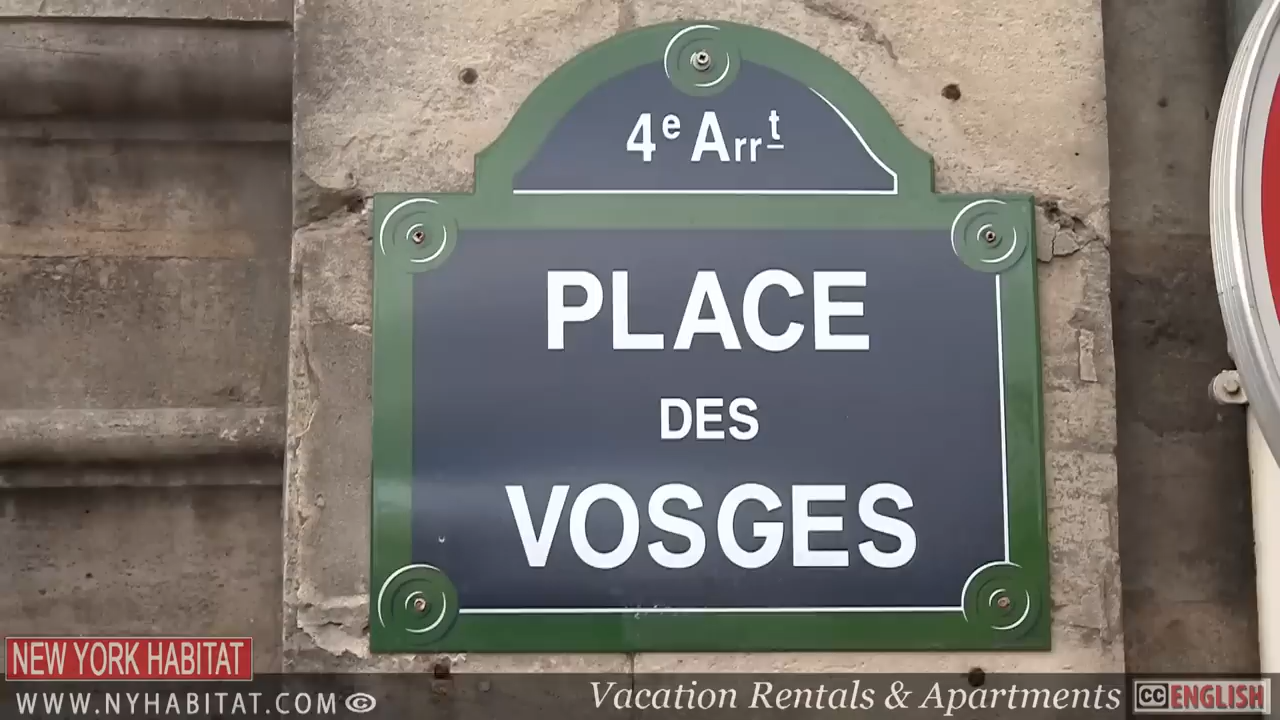 4e Arrt
PLACE
DES
VOSGES
NEW YORK HABITAT
WWW.NYHABITAT.COM ©
Vacation Rentals & Apartments
CC ENGLISH